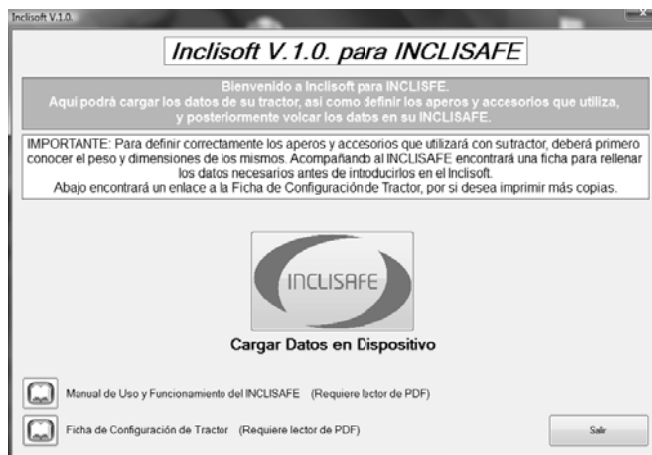 Inclisoft V.1.0.
Inclisoft V.1.0. para INCLISAFE
Bienvenido a Inclisoft para INCLISFE.
Aquí podrá cargar los datos de su tractor, así como definir los aperos y accesorios que utiliza,
y posteriormente volcar los datos en su INCLISAFE.
IMPORTANTE: Para definir correctamente los aperos y accesorios que utilizará con su tractor, deberá primero
conocer el peso y dimensiones de los mismos. Acompañando al INCLISAFE encontrará una ficha para rellenar
los datos necesarios antes de introducirlos en el Inclisoft.
Abajo encontrará un enlace a la Ficha de Configuración de Tractor, por si desea imprimir más copias.
INCLISAFE
Cargar Datos en Dispositivo
Manual de Uso y Funcionamiento del INCLISAFE (Requiere lector de PDF)
Ficha de Configuración de Tractor (Requiere lector de PDF)
Salir